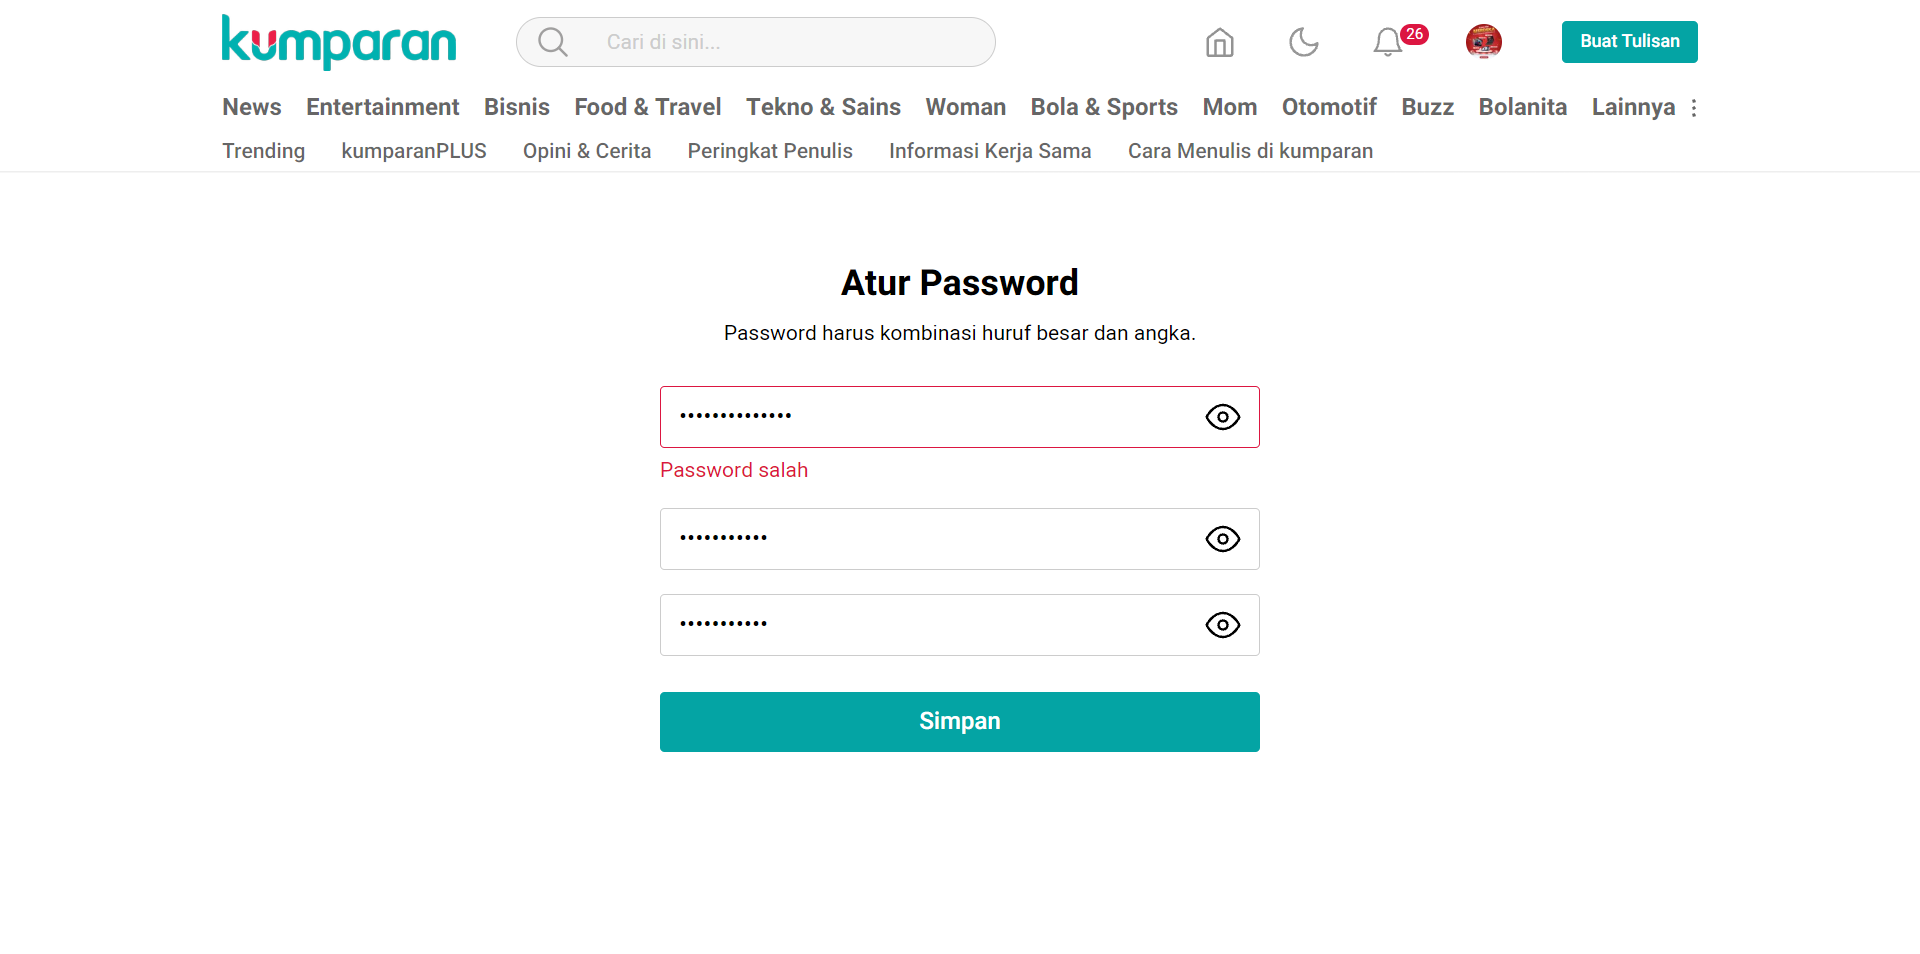 kumparan
Cari di sini...
26
Buat Tulisan
News Entertainment Bisnis Food & Travel Tekno & Sains Woman Bola & Sports Mom Otomotif Buzz Bolanita Lainnya
Trending kumparanPLUS Opini & Cerita Peringkat Penulis Informasi Kerja Sama Cara Menulis di kumparan
Atur Password
Password harus kombinasi huruf besar dan angka.
••••••••••••••
Password salah
•••••••••••
•••••••••••
Simpan